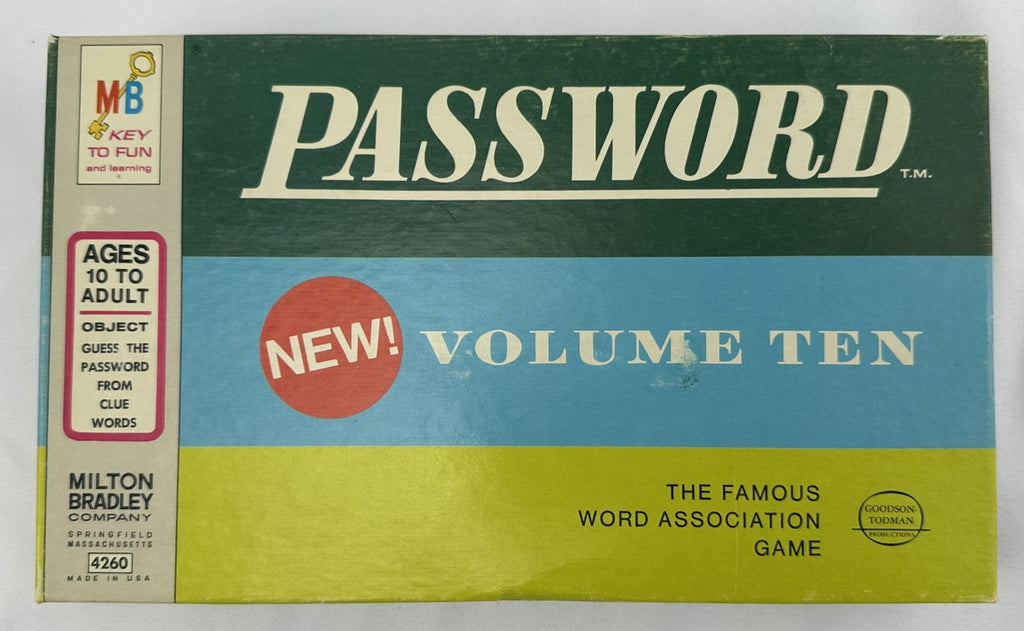 MB
KEY
TO FUN
and learning
®
AGES
10 TO
ADULT
OBJECT
GUESS THE
PASSWORD
FROM
CLUE
WORDS
MILTON
BRADLEY
COMPANY
SPRINGFIELD
MASSACHUSETTS
4260
MADE IN USA
®
PASSWORD T.M.
NEW!
VOLUME TEN
THE FAMOUS
WORD ASSOCIATION
GAME
GOODSON-
TODMAN
PRODUCTIONS